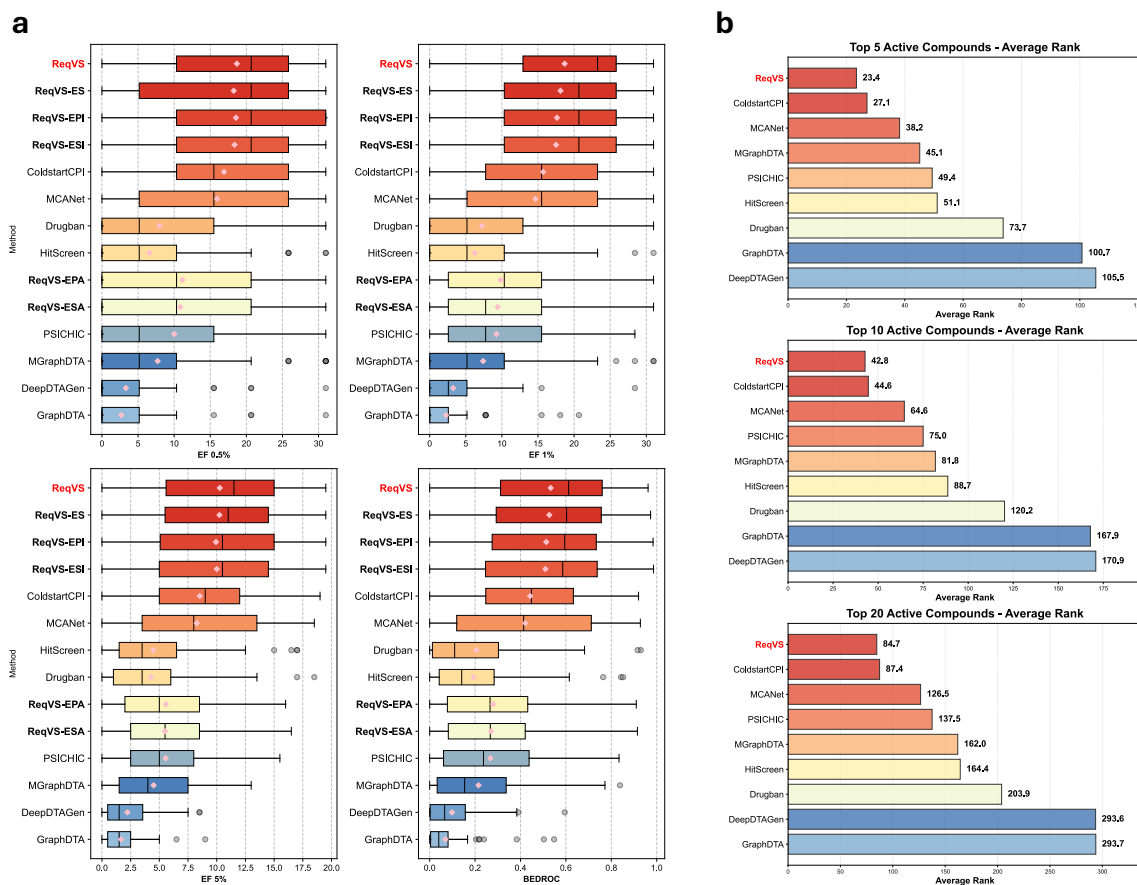 a
Method
ReqVS
ReqVS-ES
ReqVS-EPI
ReqVS-ESI
ColdstartCPI
MCANet
Drugban
HitScreen
ReqVS-EPA
ReqVS-ESA
PSICHIC
MGraphDTA
DeepDTAGen
GraphDTA
0 5 10 15 20 25 30
EF 0.5%
ReqVS
ReqVS-ES
ReqVS-EPI
ReqVS-ESI
ColdstartCPI
MCANet
Drugban
HitScreen
ReqVS-EPA
ReqVS-ESA
PSICHIC
MGraphDTA
DeepDTAGen
GraphDTA
0 5 10 15 20 25 30
EF 1%
Method
ReqVS
ReqVS-ES
ReqVS-EPI
ReqVS-ESI
ColdstartCPI
MCANet
HitScreen
Drugban
ReqVS-EPA
ReqVS-ESA
PSICHIC
MGraphDTA
DeepDTAGen
GraphDTA
0.0 2.5 5.0 7.5 10.0 12.5 15.0 17.5 20.0
EF 5%
ReqVS
ReqVS-ES
ReqVS-EPI
ReqVS-ESI
ColdstartCPI
MCANet
Drugban
HitScreen
ReqVS-EPA
ReqVS-ESA
PSICHIC
MGraphDTA
DeepDTAGen
GraphDTA
0.0 0.2 0.4 0.6 0.8 1.0
BEDROC
b
Top 5 Active Compounds - Average Rank
ReqVS 23.4
ColdstartCPI 27.1
MCANet 38.2
MGraphDTA 45.1
PSICHIC 49.4
HitScreen 51.1
Drugban 73.7
GraphDTA 100.7
DeepDTAGen 105.5
0 20 40 60 80 100
Average Rank
Top 10 Active Compounds - Average Rank
ReqVS 42.8
ColdstartCPI 44.6
MCANet 64.6
PSICHIC 75.0
MGraphDTA 81.8
HitScreen 88.7
Drugban 120.2
GraphDTA 167.9
DeepDTAGen 170.9
0 25 50 75 100 125 150 175
Average Rank
Top 20 Active Compounds - Average Rank
ReqVS 84.7
ColdstartCPI 87.4
MCANet 126.5
PSICHIC 137.5
MGraphDTA 162.0
HitScreen 164.4
Drugban 203.9
DeepDTAGen 293.6
GraphDTA 293.7
0 50 100 150 200 250 300
Average Rank